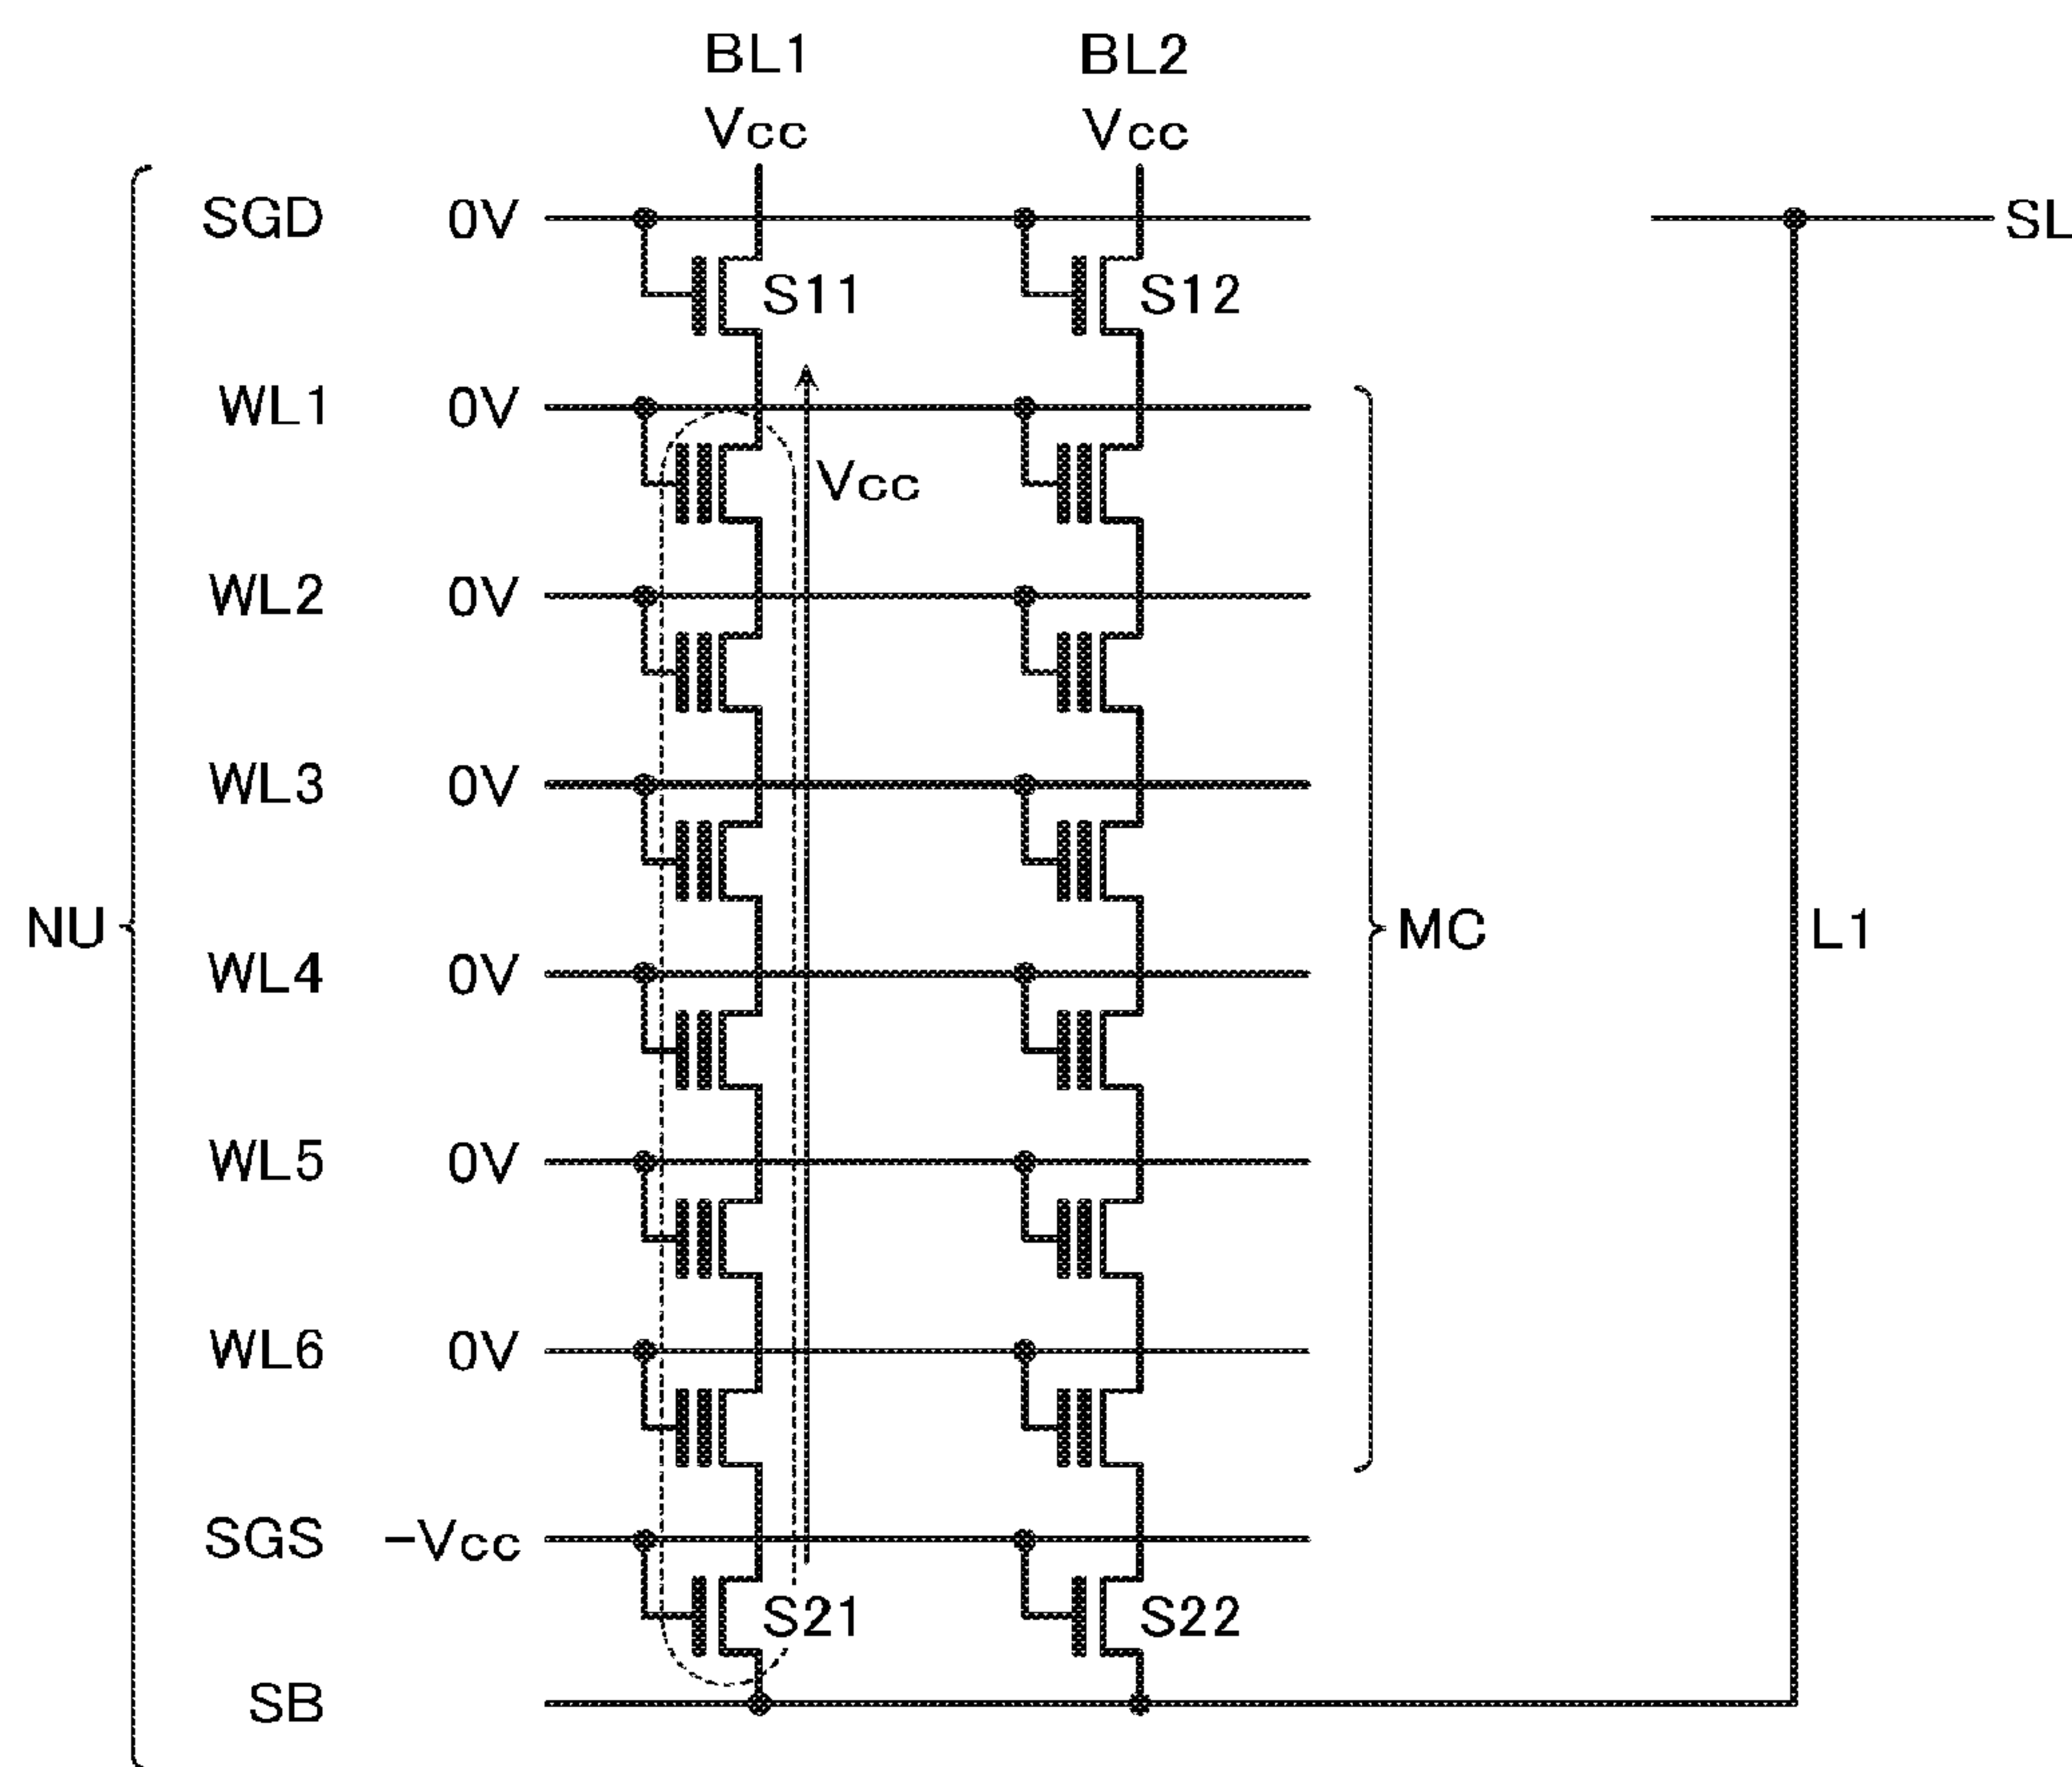 BL1 BL2
Vcc Vcc
SGD 0V SL
S11 S12
WL1 0V
Vcc
WL2 0V
WL3 0V
NU WL4 0V MC L1
WL5 0V
WL6 0V
SGS -Vcc
S21 S22
SB